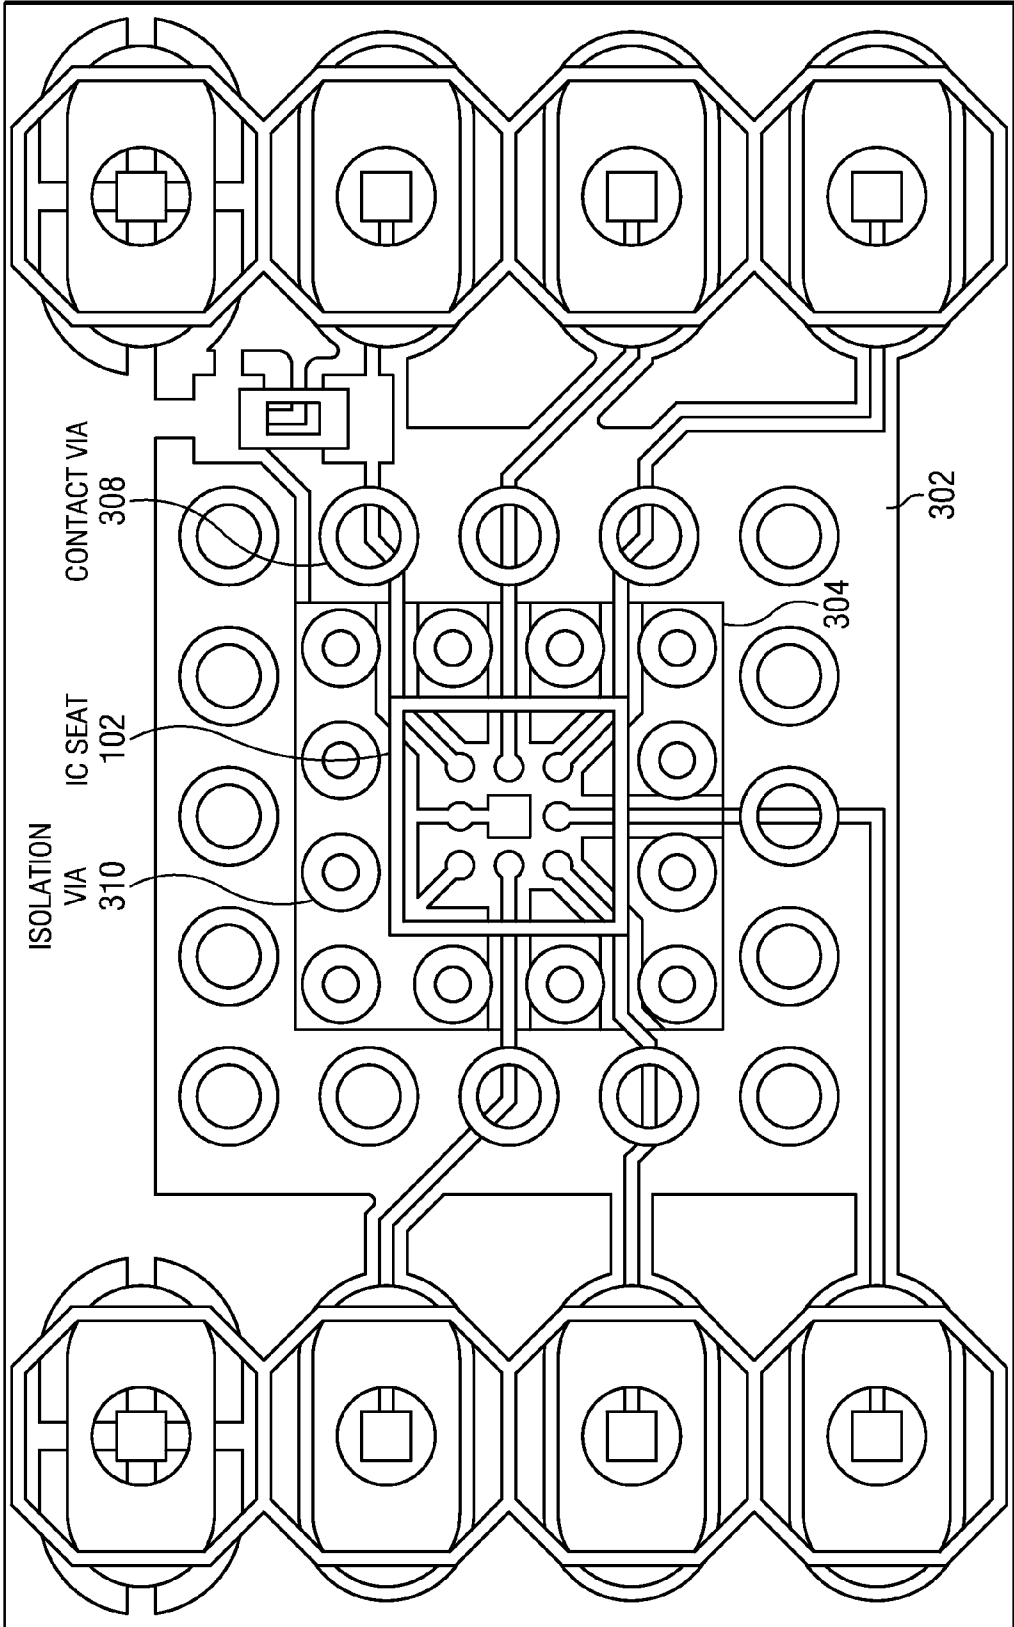 ISOLATION
VIA
310
IC SEAT
102
CONTACT VIA
308
304
302